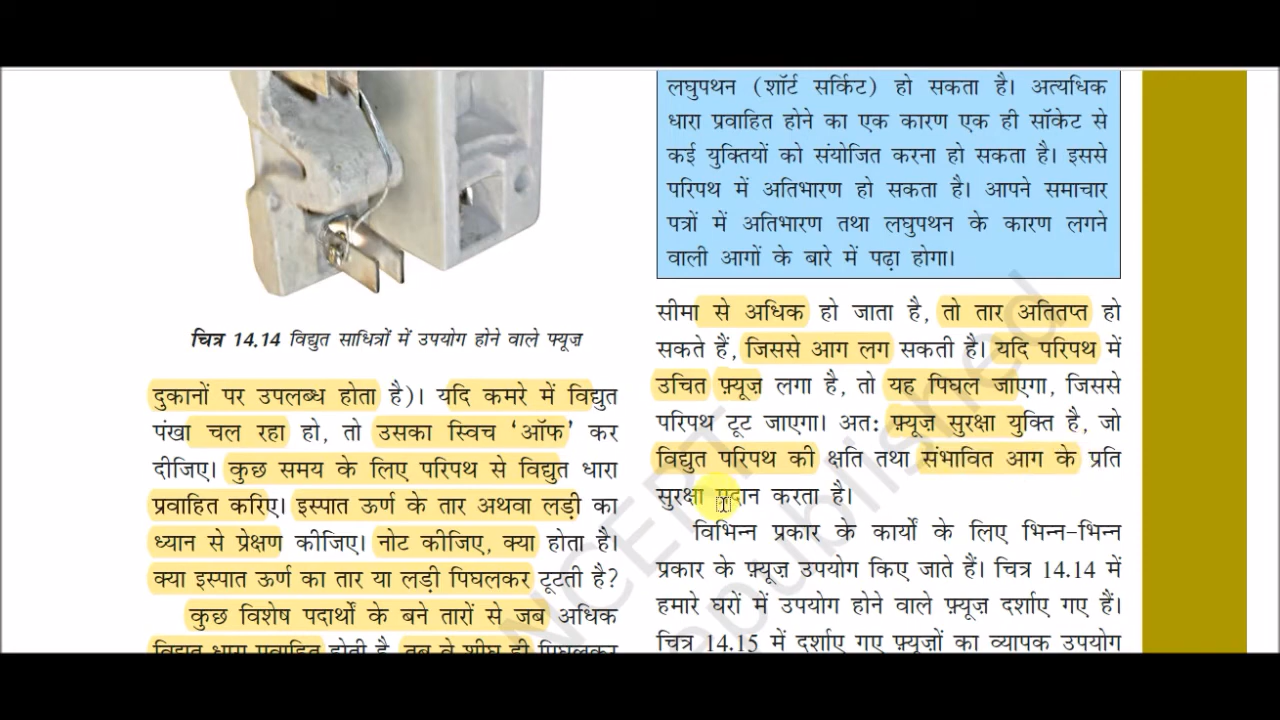 चित्र 14.14 विद्युत साधित्रों में उपयोग होने वाले फ्यूज़
दुकानों पर उपलब्ध होता है)। यदि कमरे में विद्युत
पंखा चल रहा हो, तो उसका स्विच ‘ऑफ’ कर
दीजिए। कुछ समय के लिए परिपथ से विद्युत धारा
प्रवाहित करिए। इस्पात ऊर्ण के तार अथवा लड़ी का
ध्यान से प्रेक्षण कीजिए। नोट कीजिए, क्या होता है।
क्या इस्पात ऊर्ण का तार या लड़ी पिघलकर टूटती है?
कुछ विशेष पदार्थों के बने तारों से जब अधिक
विद्युत धारा प्रवाहित होती है, तब वे शीघ्र ही पिघलकर
लघुपथन (शॉर्ट सर्किट) हो सकता है। अत्यधिक
धारा प्रवाहित होने का एक कारण एक ही सॉकेट से
कई युक्तियों को संयोजित करना हो सकता है। इससे
परिपथ में अतिभारण हो सकता है। आपने समाचार
पत्रों में अतिभारण तथा लघुपथन के कारण लगने
वाली आगों के बारे में पढ़ा होगा।
सीमा से अधिक हो जाता है, तो तार अतितप्त हो
सकते हैं, जिससे आग लग सकती है। यदि परिपथ में
उचित फ़्यूज़ लगा है, तो यह पिघल जाएगा, जिससे
परिपथ टूट जाएगा। अत: फ़्यूज़ सुरक्षा युक्ति है, जो
विद्युत परिपथ की क्षति तथा संभावित आग के प्रति
सुरक्षा प्रदान करता है।
विभिन्न प्रकार के कार्यों के लिए भिन्न-भिन्न
प्रकार के फ़्यूज़ उपयोग किए जाते हैं। चित्र 14.14 में
हमारे घरों में उपयोग होने वाले फ़्यूज़ दर्शाए गए हैं।
चित्र 14.15 में दर्शाए गए फ़्यूज़ों का व्यापक उपयोग
NCERT
republished